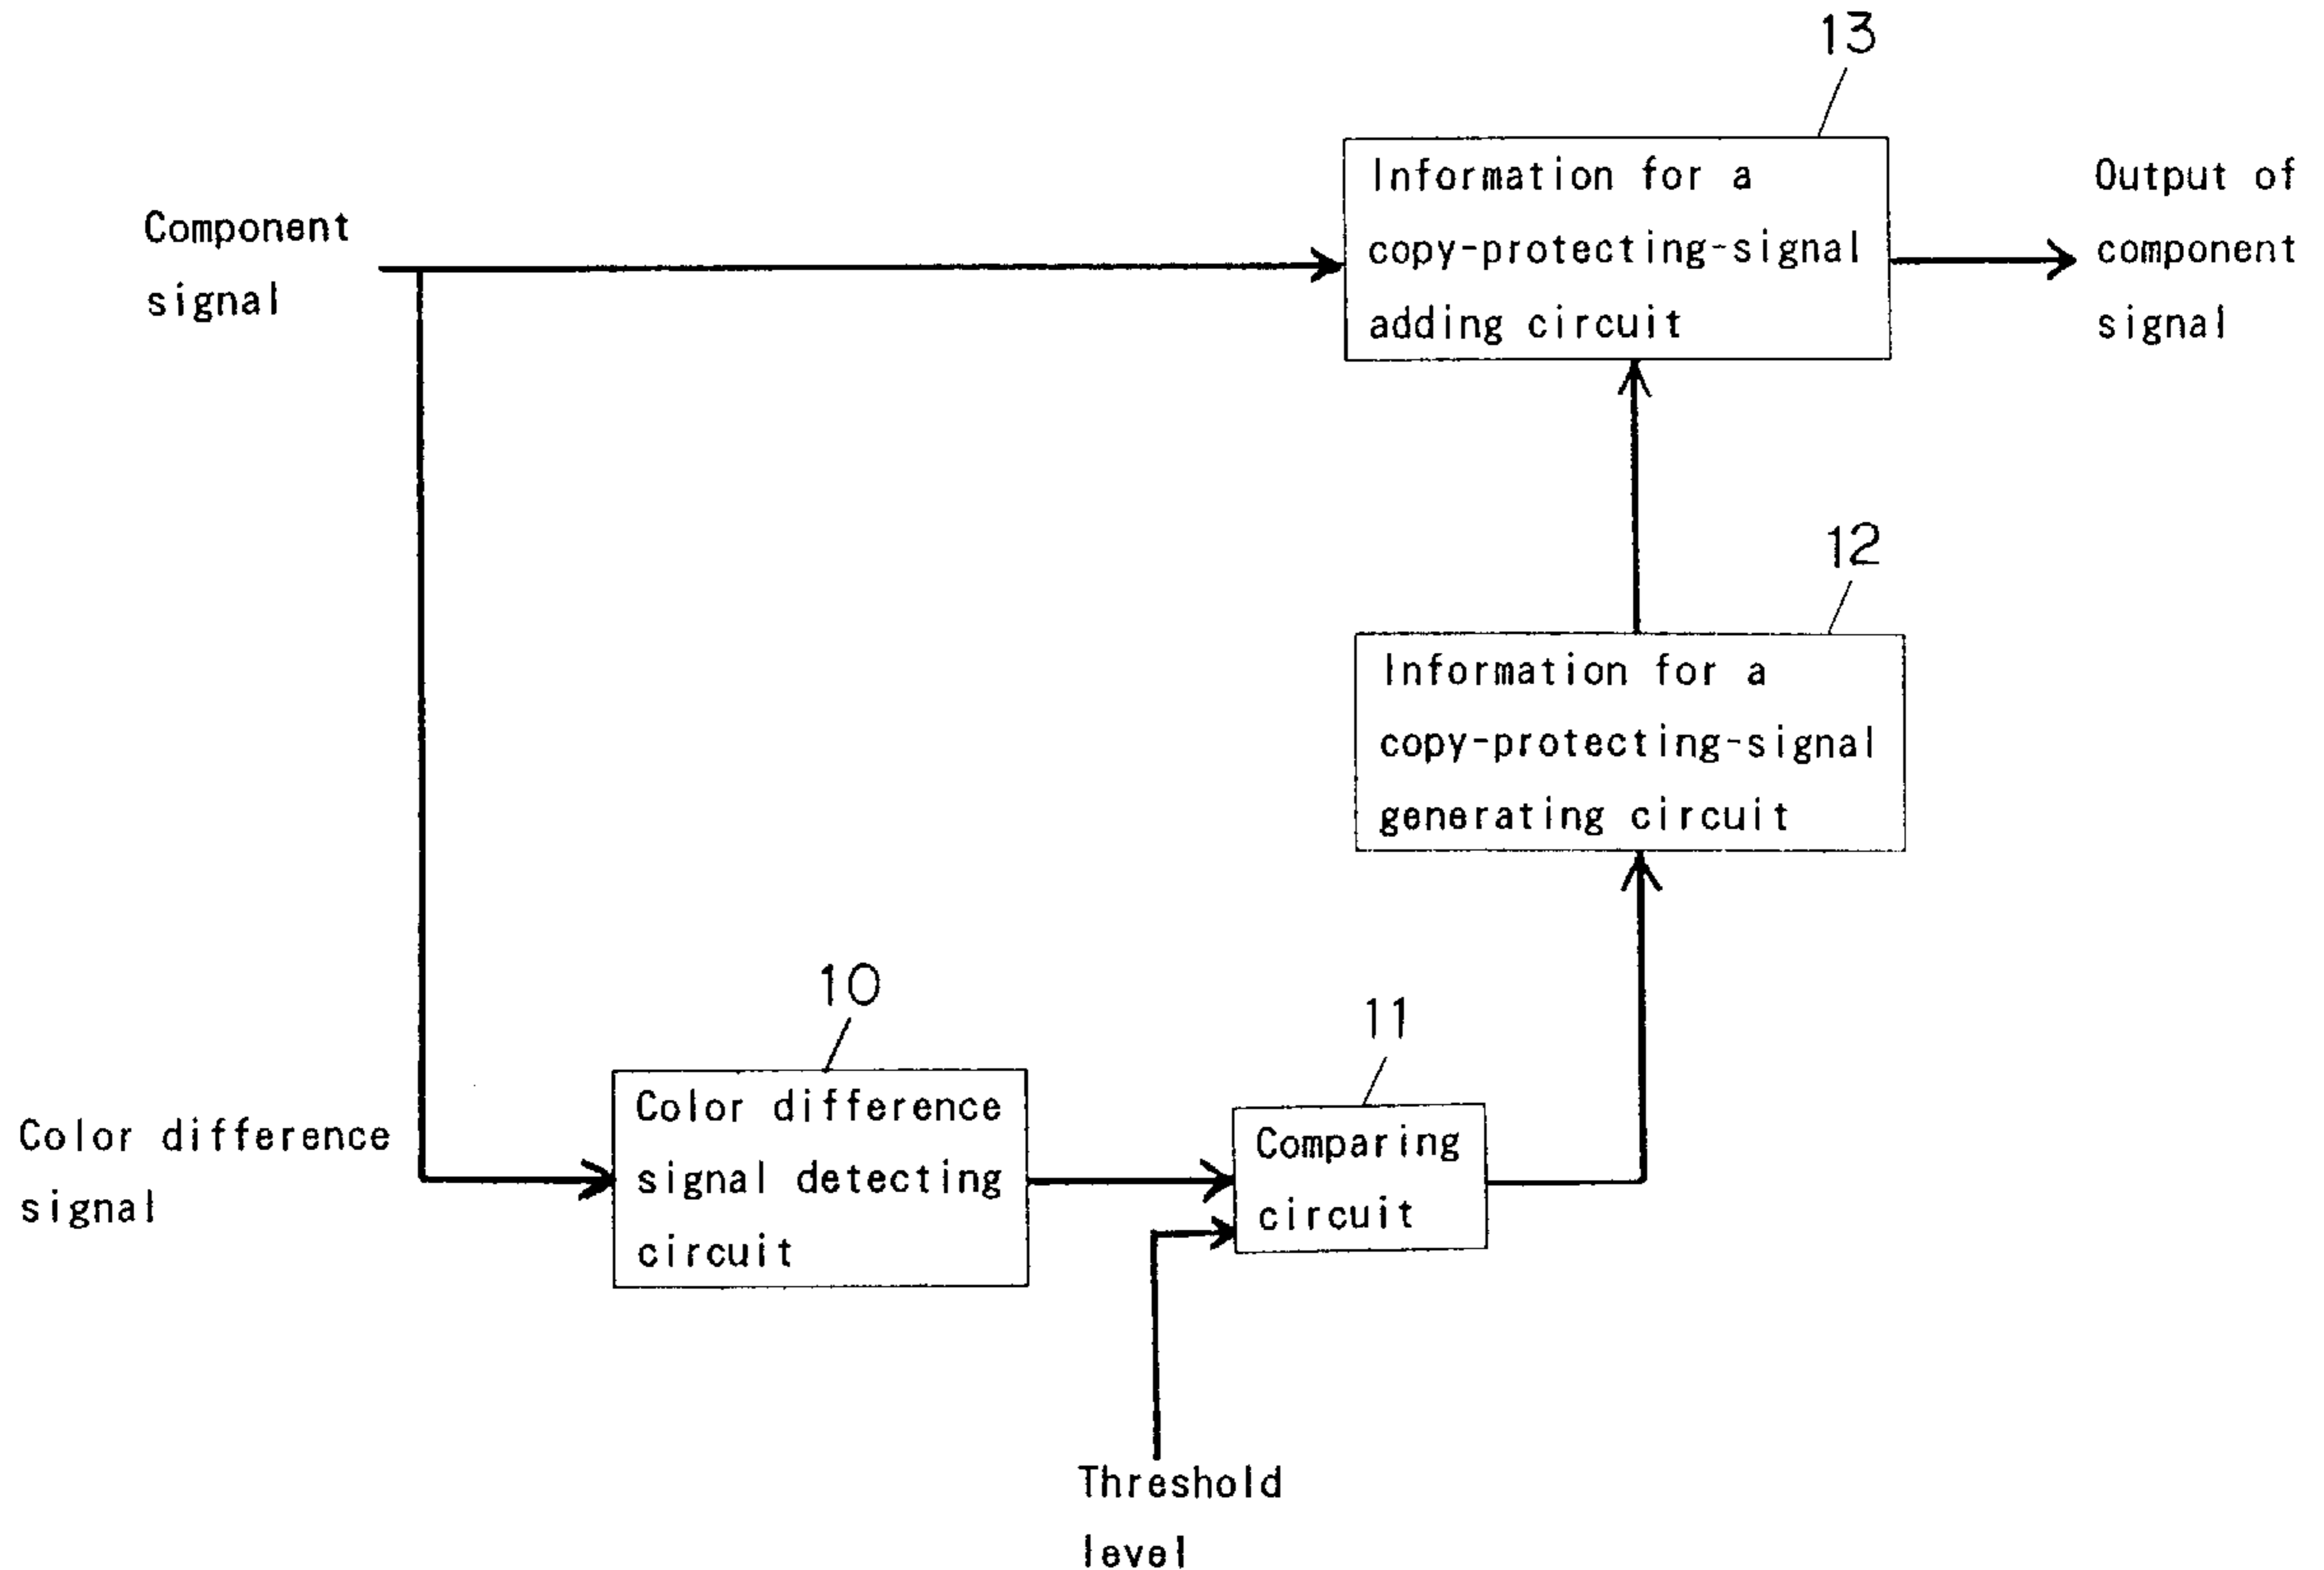 13
Information for a
copy-protecting-signal
adding circuit
Output of
component
signal
Component
signal
12
Information for a
copy-protecting-signal
generating circuit
10
Color difference
signal detecting
circuit
11
Comparing
circuit
Color difference
signal
Threshold
level